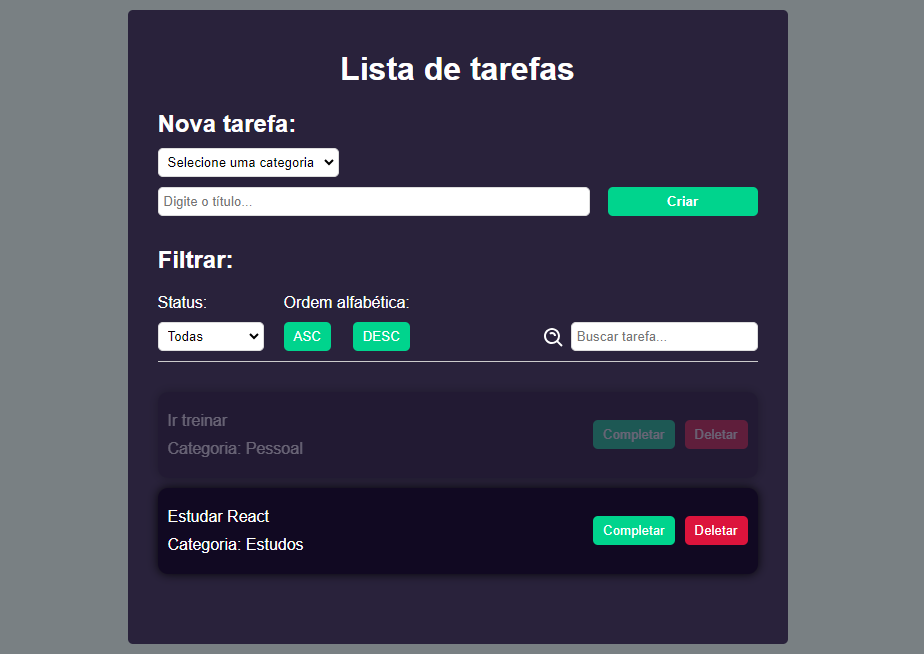 Lista de tarefas
Nova tarefa:
Selecione uma categoria
Digite o título... Criar
Filtrar:
Status: Ordem alfabética:
Todas ASC DESC Buscar tarefa...
Ir treinar
Categoria: Pessoal
Completar Deletar
Estudar React
Categoria: Estudos
Completar Deletar